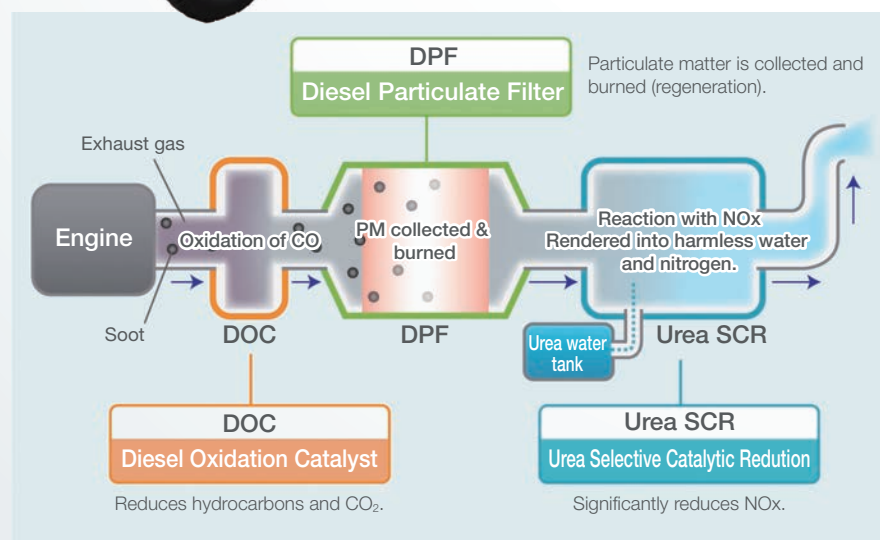 DPF
Diesel Particulate Filter
Particulate matter is collected and
burned (regeneration).
Exhaust gas
Engine
Oxidation of CO
PM collected &
burned
Reaction with NOx
Rendered into harmless water
and nitrogen.
Soot
DOC
DPF
Urea water
tank
Urea SCR
DOC
Diesel Oxidation Catalyst
Reduces hydrocarbons and CO₂.
Urea SCR
Urea Selective Catalytic Redution
Significantly reduces NOx.